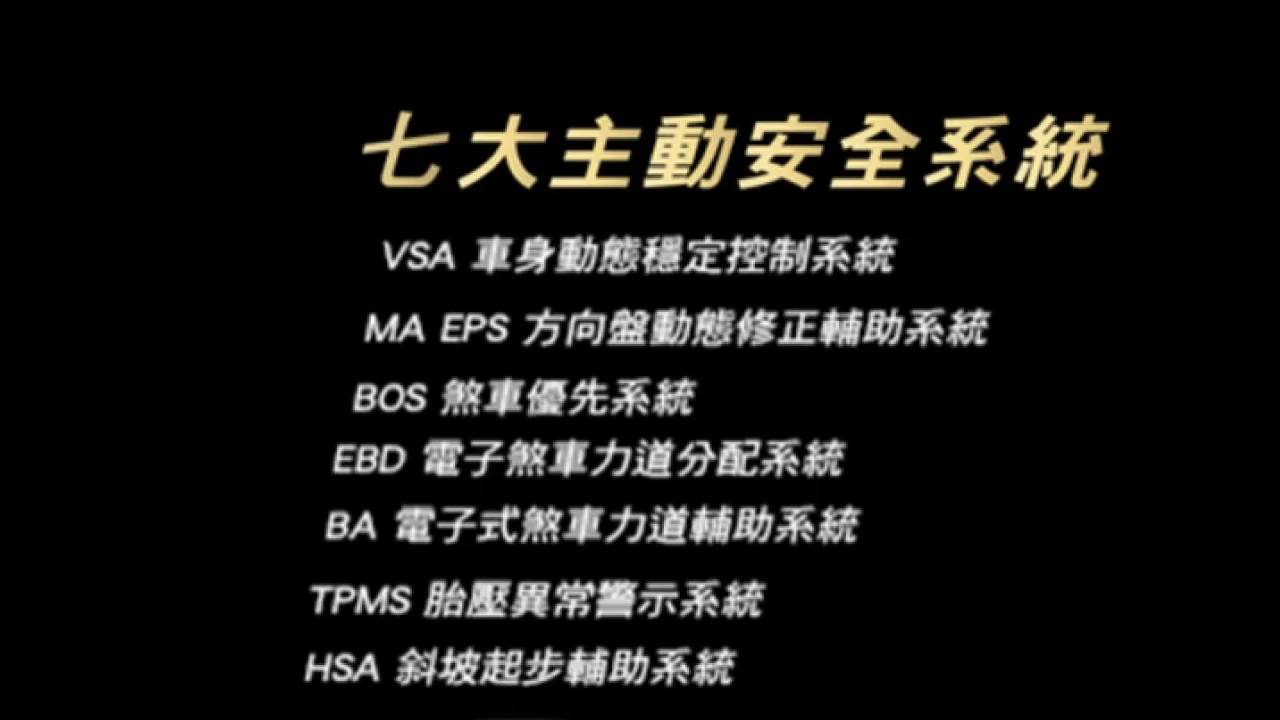 七大主動安全系統
VSA 車身動態穩定控制系統
MA EPS 方向盤動態修正輔助系統
BOS 煞車優先系統
EBD 電子煞車力道分配系統
BA 電子式煞車力道輔助系統
TPMS 胎壓異常警示系統
HSA 斜坡起步輔助系統